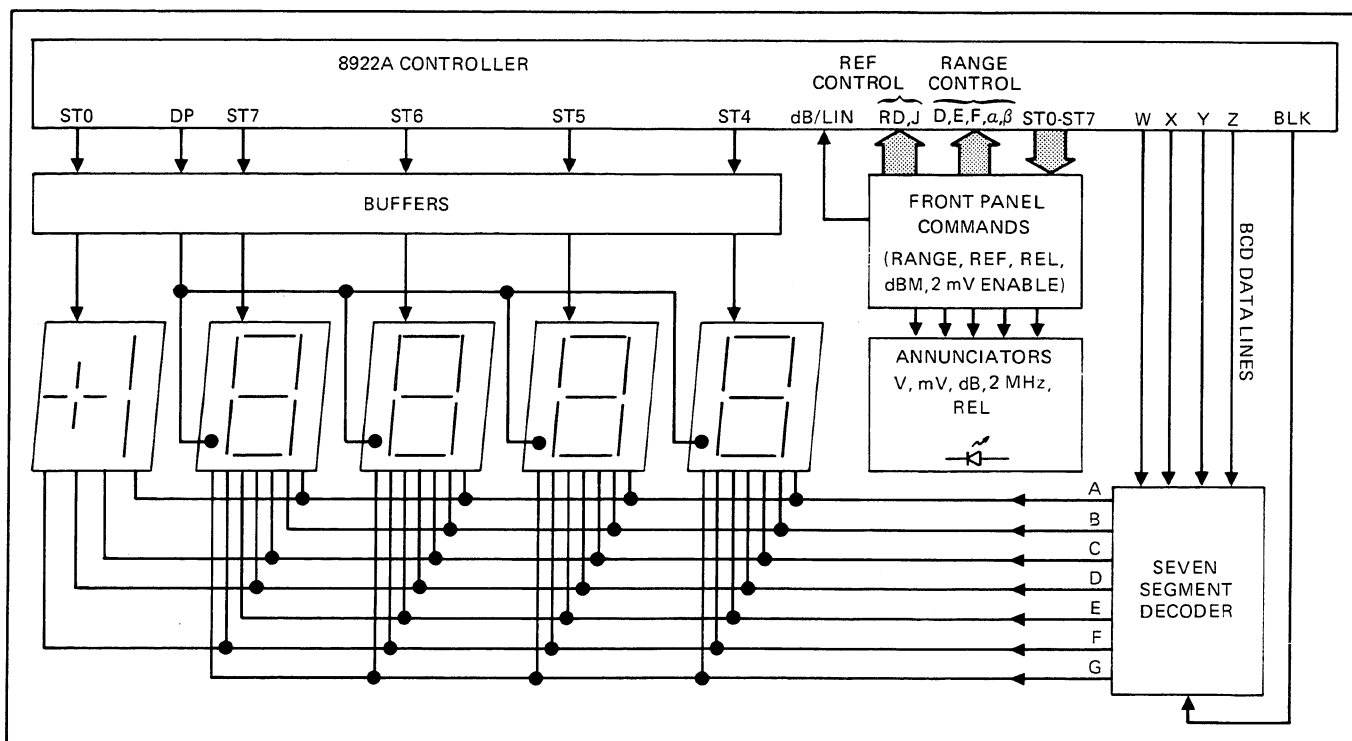 8922A CONTROLLER
REF CONTROL
RANGE CONTROL
ST0
DP
ST7
ST6
ST5
ST4
dB/LIN
RD,J
D,E,F,α,β
ST0-ST7
W
X
Y
Z
BLK
BUFFERS
FRONT PANEL
COMMANDS
(RANGE, REF, REL,
dBM, 2 mV ENABLE)
BCD DATA LINES
ANNUNCIATORS
V, mV, dB, 2 MHz,
REL
A
B
C
D
E
F
G
SEVEN
SEGMENT
DECODER